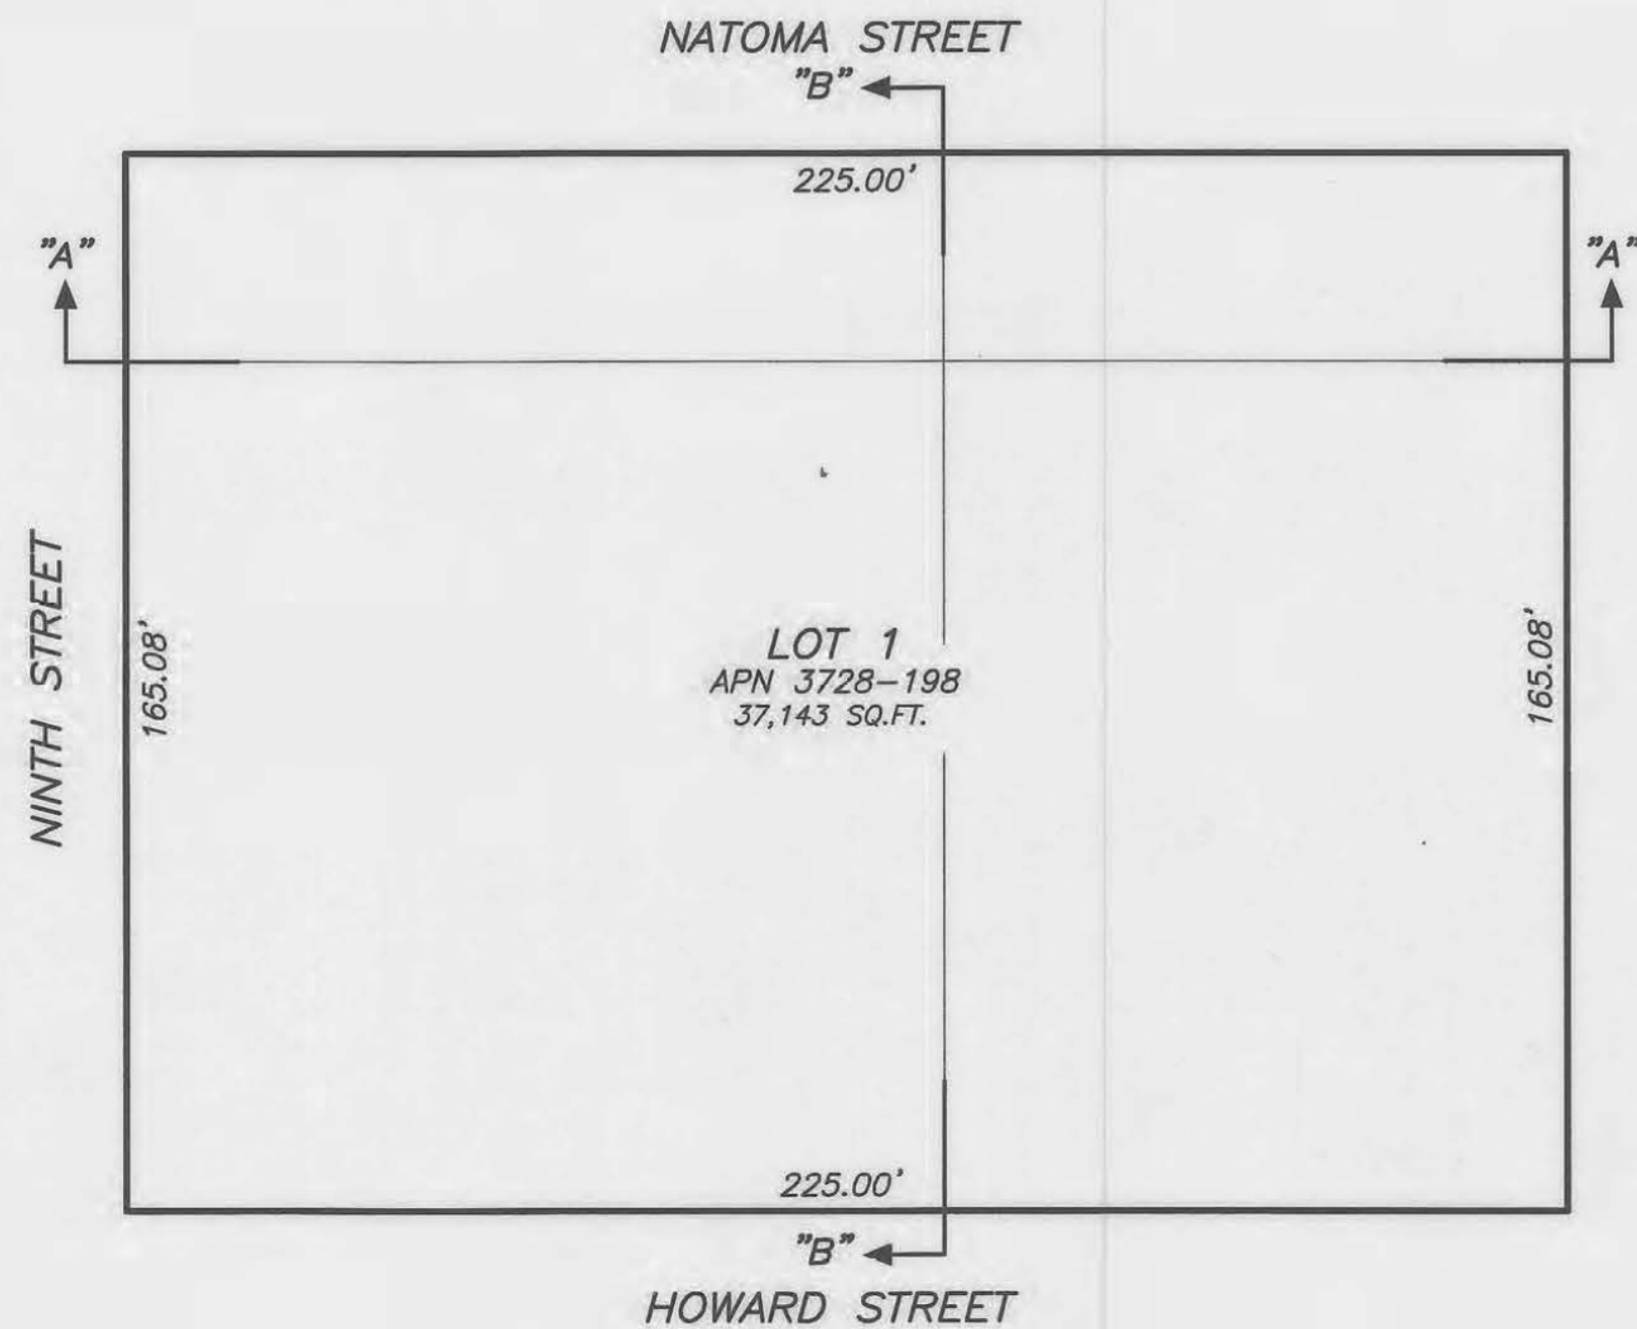 NATOMA STREET
"B"
225.00'
"A"
"A"
NINTH STREET
165.08'
LOT 1
APN 3728-198
37,143 SQ.FT.
165.08'
225.00'
"B"
HOWARD STREET